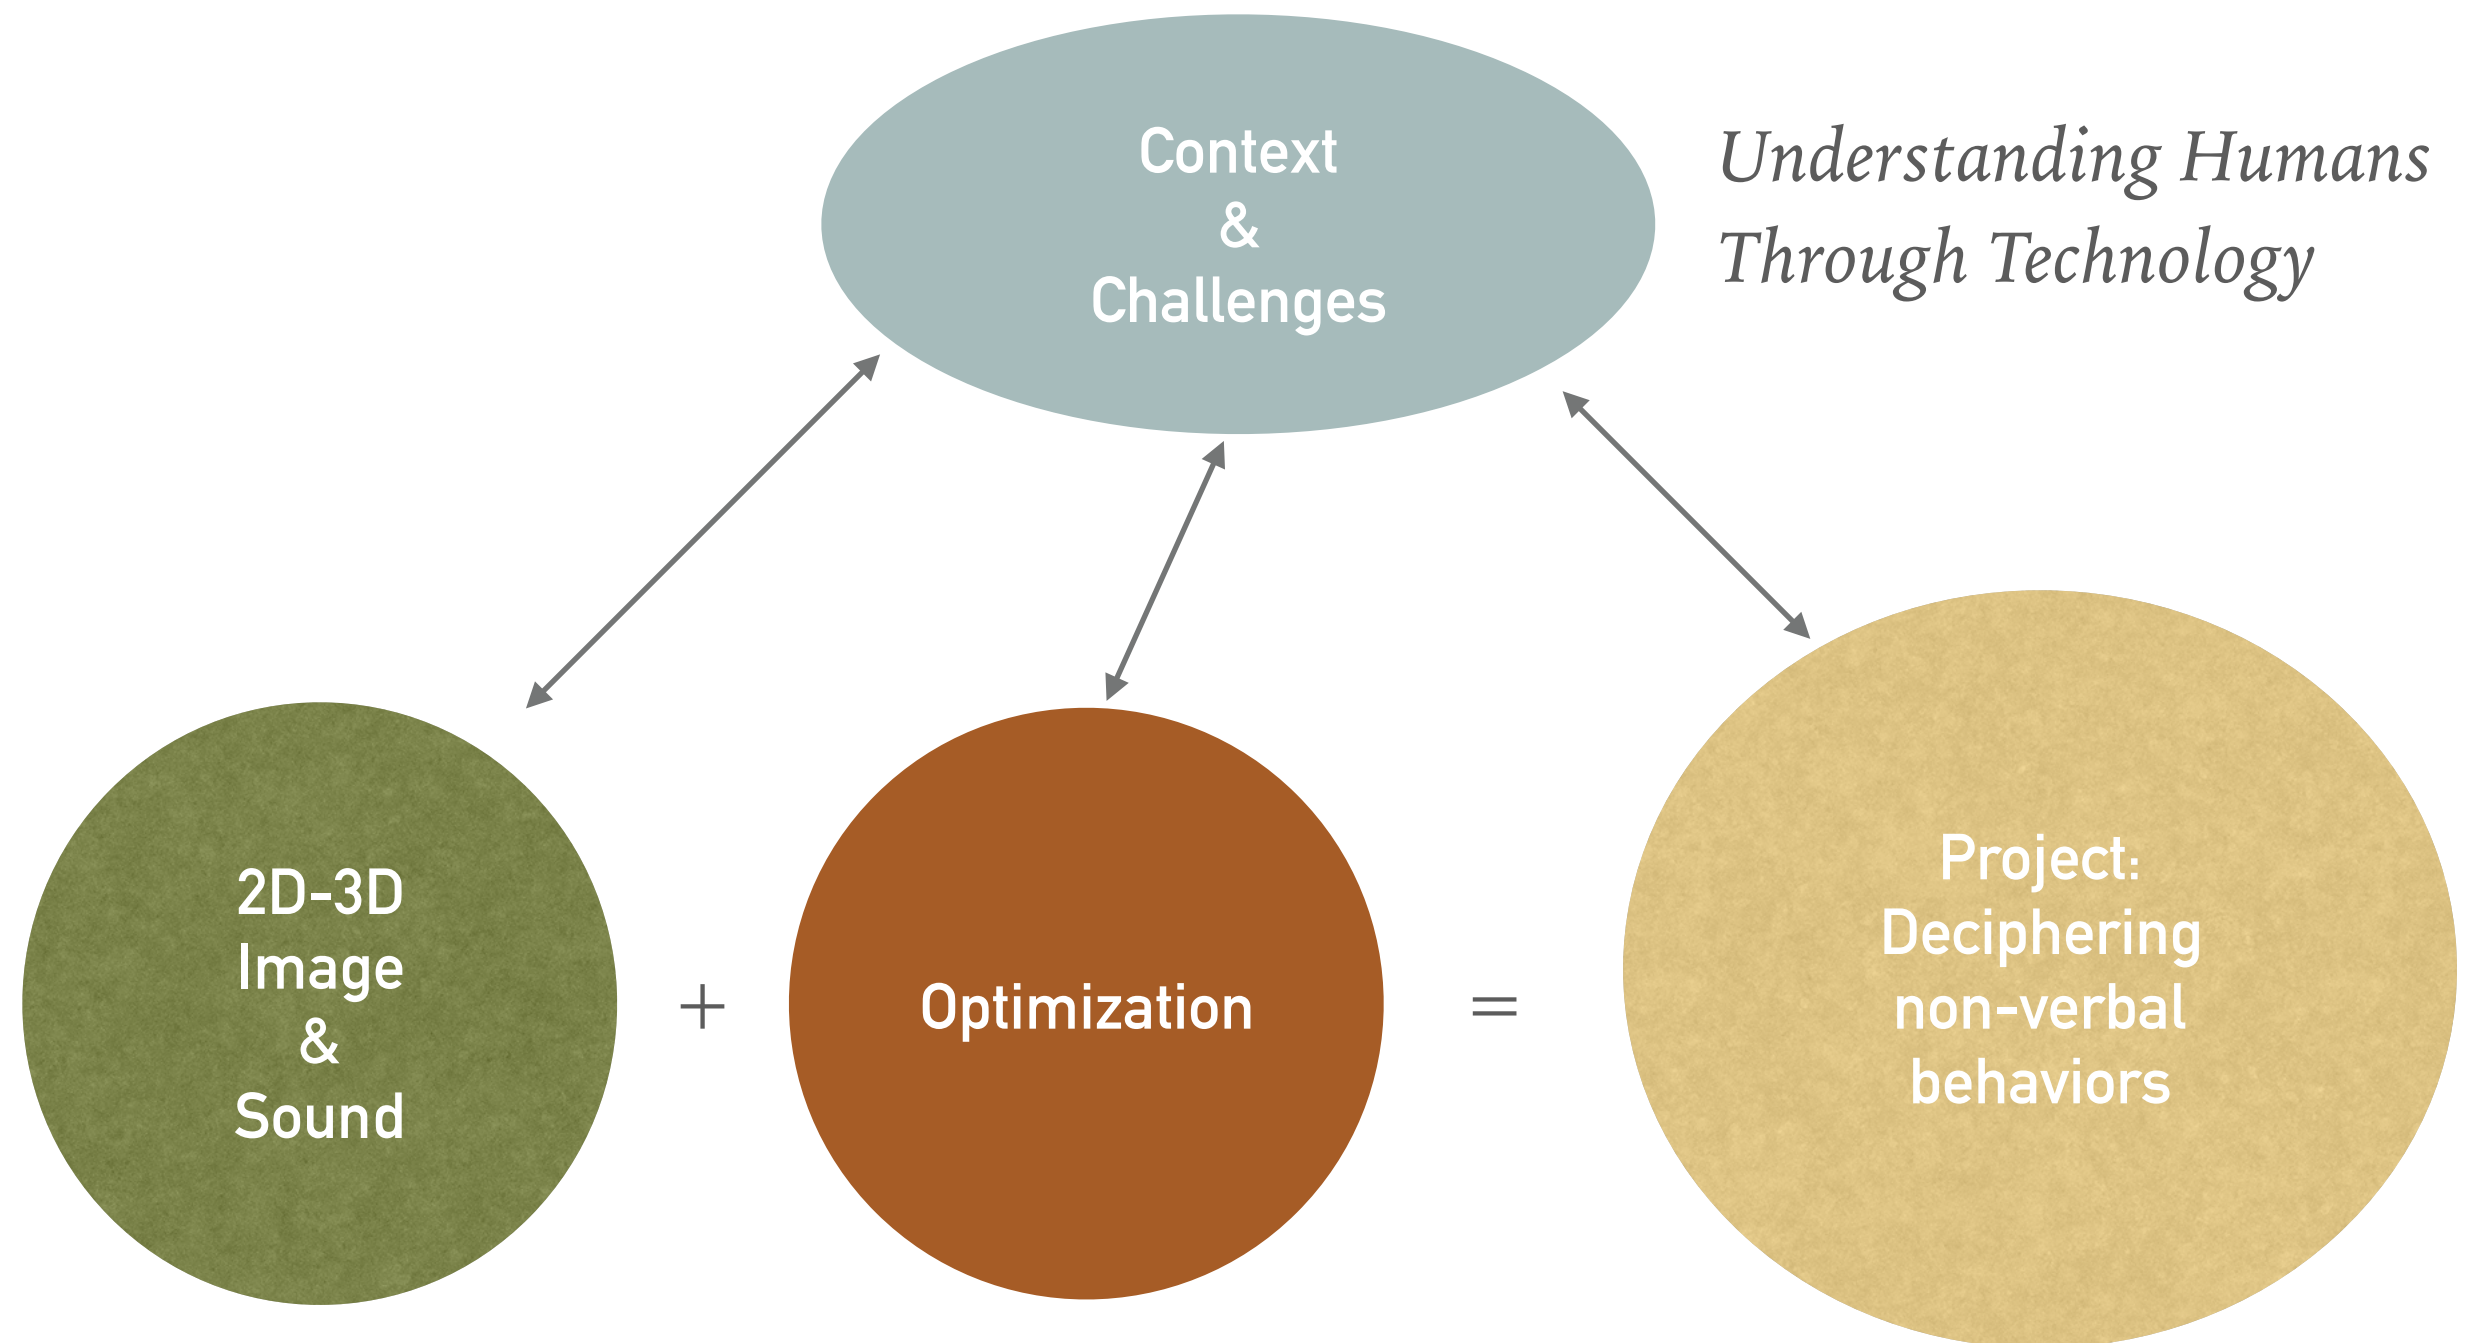 Context
&
Challenges
Understanding Humans
Through Technology
2D-3D
Image
&
Sound
+
Optimization
=
Project:
Deciphering
non-verbal
behaviors